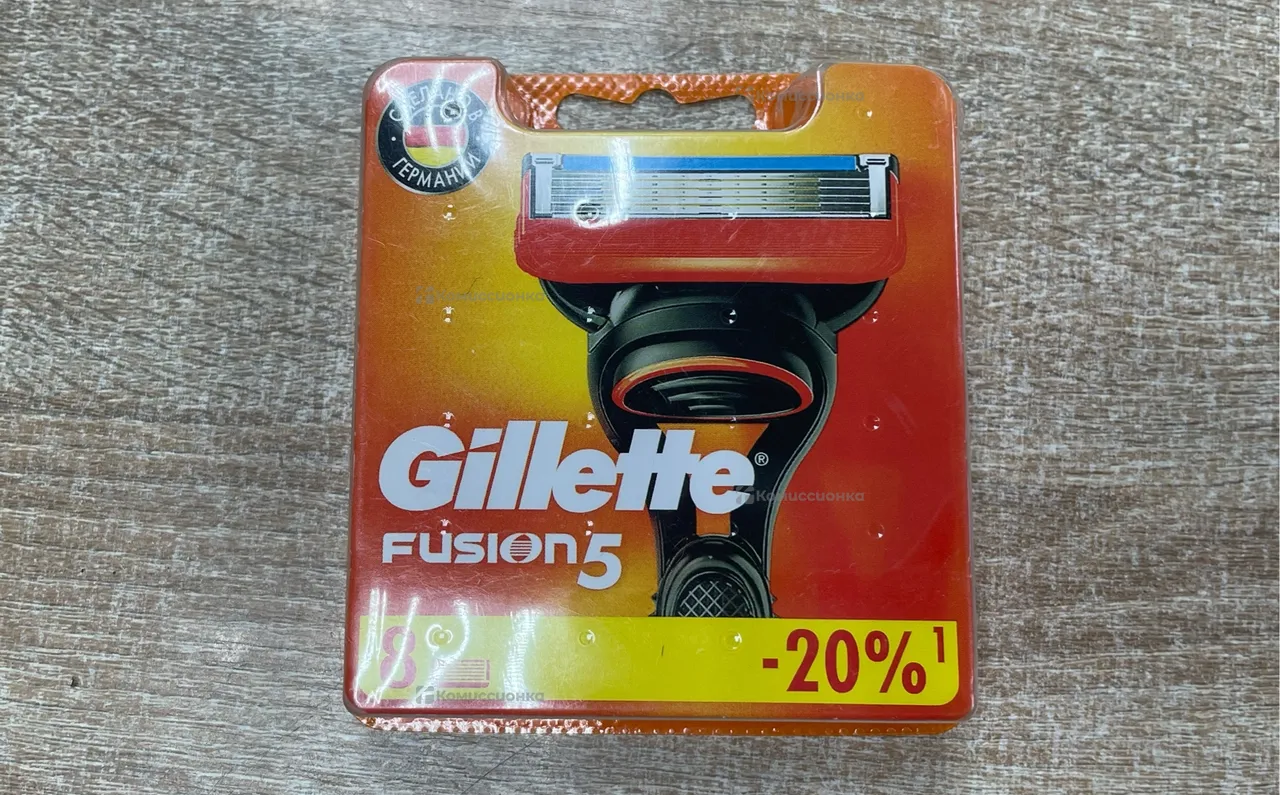 СДЕЛАНО В
ГЕРМАНИИ
Комиссионка
Комиссионка
Gillette®
Комиссионка
FUSION5
8
-20%¹
Комиссионка